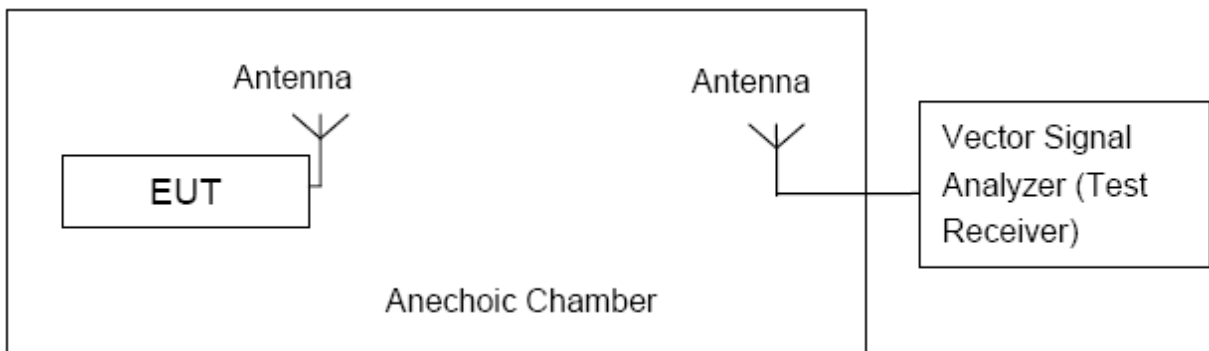 Antenna
Antenna
EUT
Vector Signal
Analyzer (Test
Receiver)
Anechoic Chamber